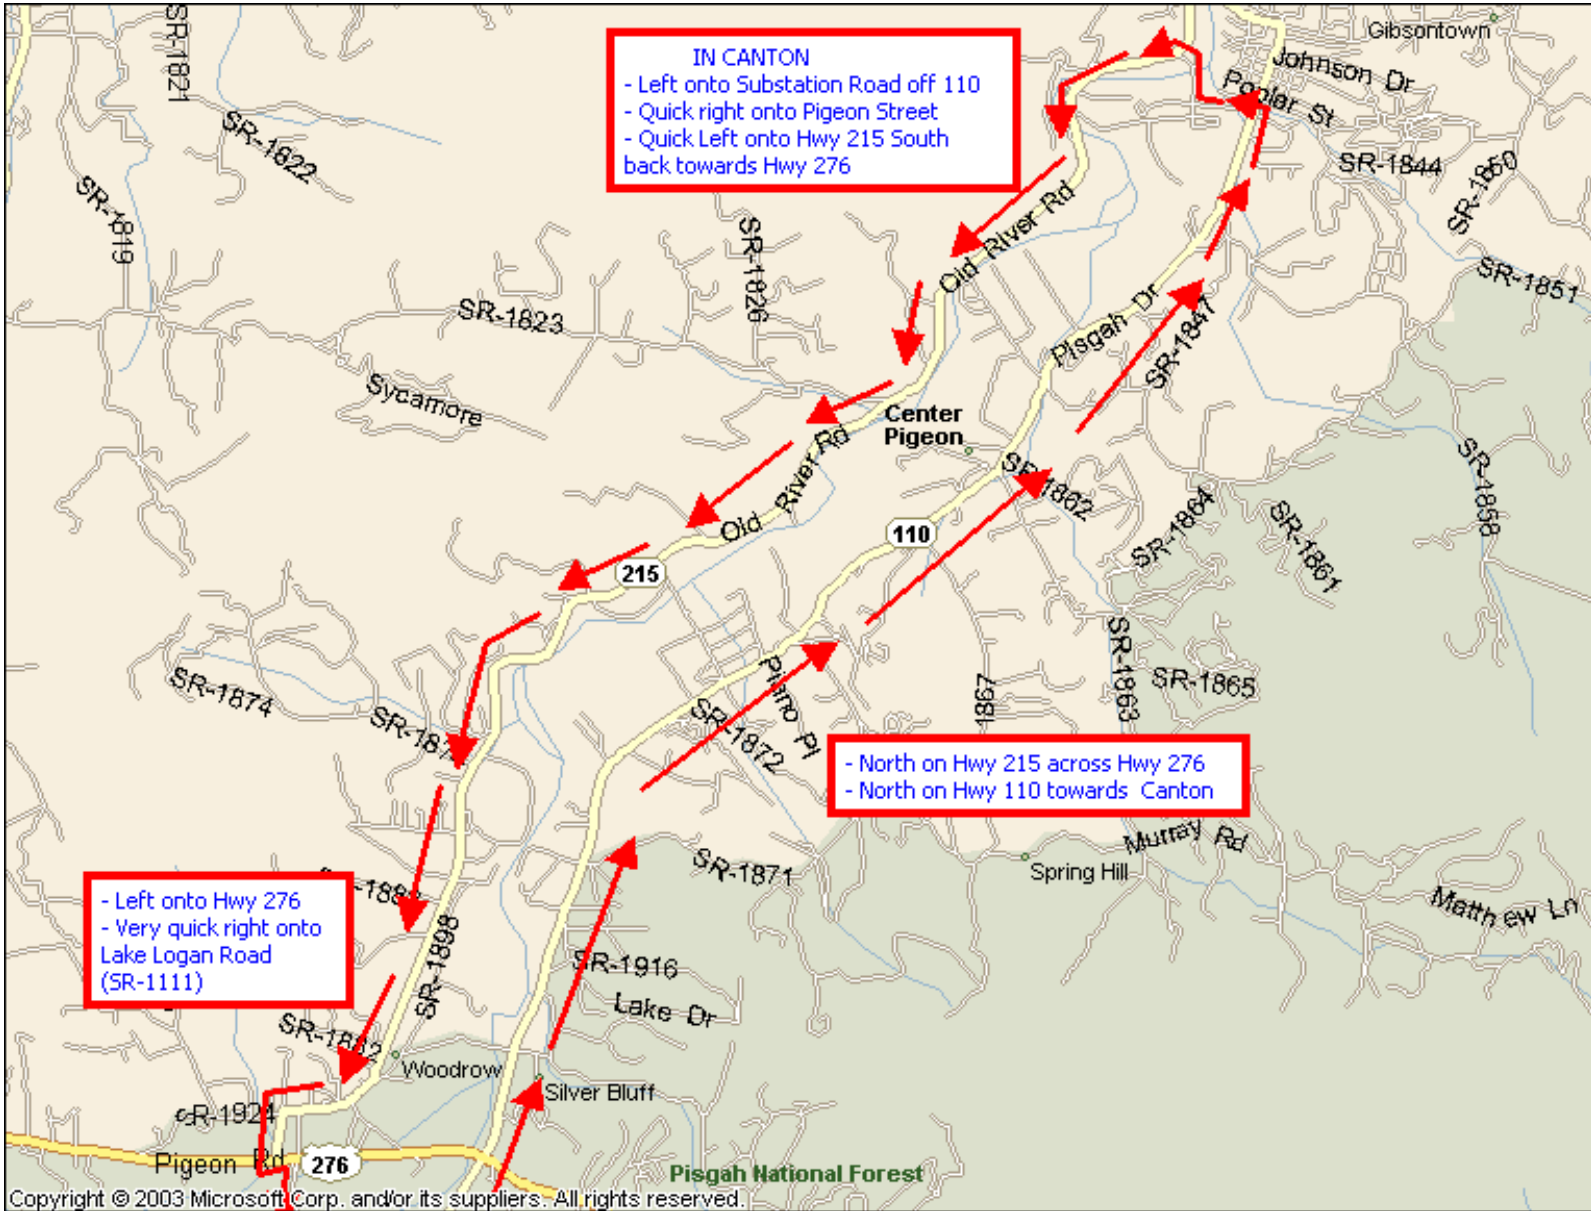 Gibsontown
Johnson Dr
Poplar St
SR-1821
SR-1822
SR-1819
IN CANTON
- Left onto Substation Road off 110
- Quick right onto Pigeon Street
- Quick Left onto Hwy 215 South
back towards Hwy 276
SR-1844
SR-1850
SR-1851
Old River Rd
SR-1826
SR-1823
Pisgah Dr
SR-1847
Sycamore
Center
Pigeon
Old River Rd
SR-1862
SR-1858
SR-1864
SR-1861
110
215
SR-1874
Plano Pl
SR-1872
1867
SR-1863
SR-1865
- North on Hwy 215 across Hwy 276
- North on Hwy 110 towards Canton
SR-1871
Murray Rd
Spring Hill
Matthew Ln
- Left onto Hwy 276
- Very quick right onto
Lake Logan Road
(SR-1111)
SR-1898
SR-1916
Lake Dr
SR-1882
Woodrow
Silver Bluff
SR-1924
Pigeon Rd
276
Pisgah National Forest
Copyright © 2003 Microsoft Corp. and/or its suppliers. All rights reserved.